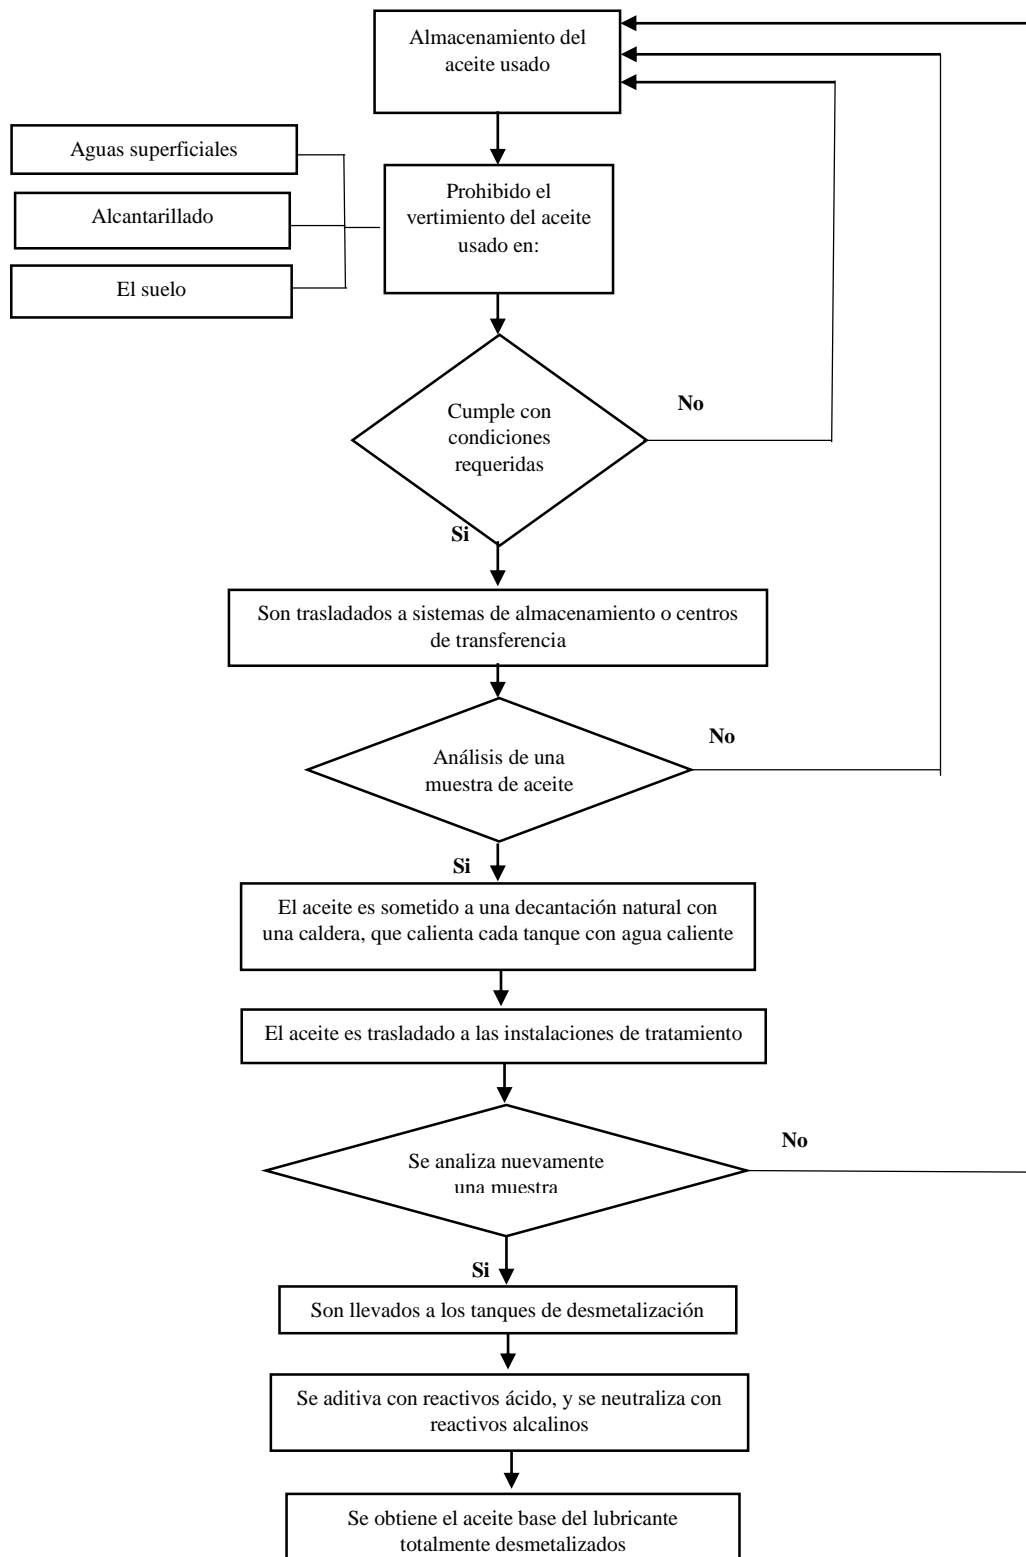 Almacenamiento del
aceite usado
Aguas superficiales
Alcantarillado
El suelo
Prohibido el
vertimiento del aceite
usado en:
Cumple con
condiciones
requeridas
No
Si
Son trasladados a sistemas de almacenamiento o centros
de transferencia
Análisis de una
muestra de aceite
No
Si
El aceite es sometido a una decantación natural con
una caldera, que calienta cada tanque con agua caliente
El aceite es trasladado a las instalaciones de tratamiento
Se analiza nuevamente
una muestra
No
Si
Son llevados a los tanques de desmetalización
Se aditiva con reactivos ácido, y se neutraliza con
reactivos alcalinos
Se obtiene el aceite base del lubricante
totalmente desmetalizados